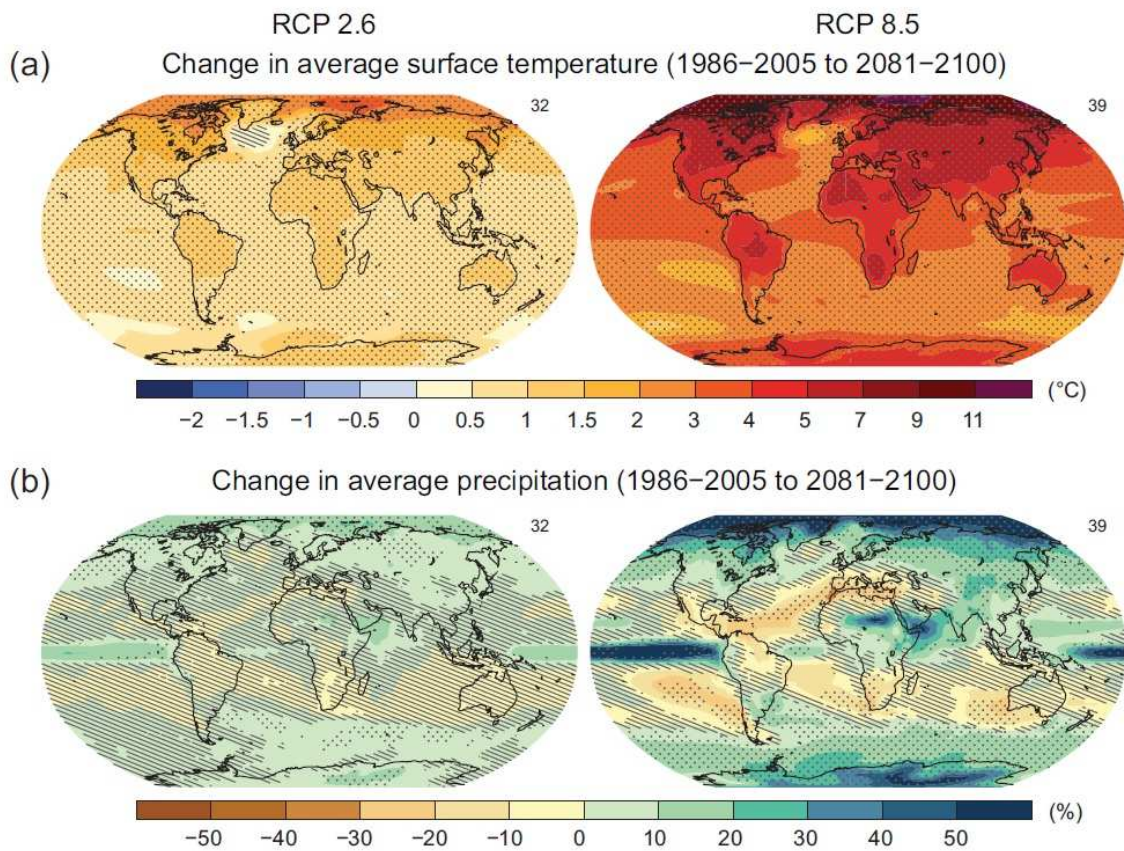 RCP 2.6 RCP 8.5
(a) Change in average surface temperature (1986−2005 to 2081−2100)
32 39
(°C)
−2 −1.5 −1 −0.5 0 0.5 1 1.5 2 3 4 5 7 9 11
(b) Change in average precipitation (1986−2005 to 2081−2100)
32 39
(%)
−50 −40 −30 −20 −10 0 10 20 30 40 50